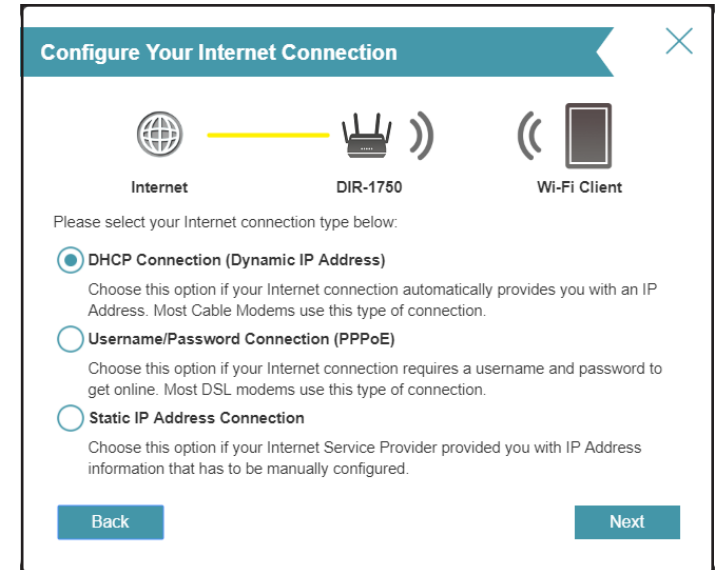 Configure Your Internet Connection
Internet
DIR-1750
Wi-Fi Client
Please select your Internet connection type below:
DHCP Connection (Dynamic IP Address)
Choose this option if your Internet connection automatically provides you with an IP
Address. Most Cable Modems use this type of connection.
Username/Password Connection (PPPoE)
Choose this option if your Internet connection requires a username and password to
get online. Most DSL modems use this type of connection.
Static IP Address Connection
Choose this option if your Internet Service Provider provided you with IP Address
information that has to be manually configured.
Back
Next